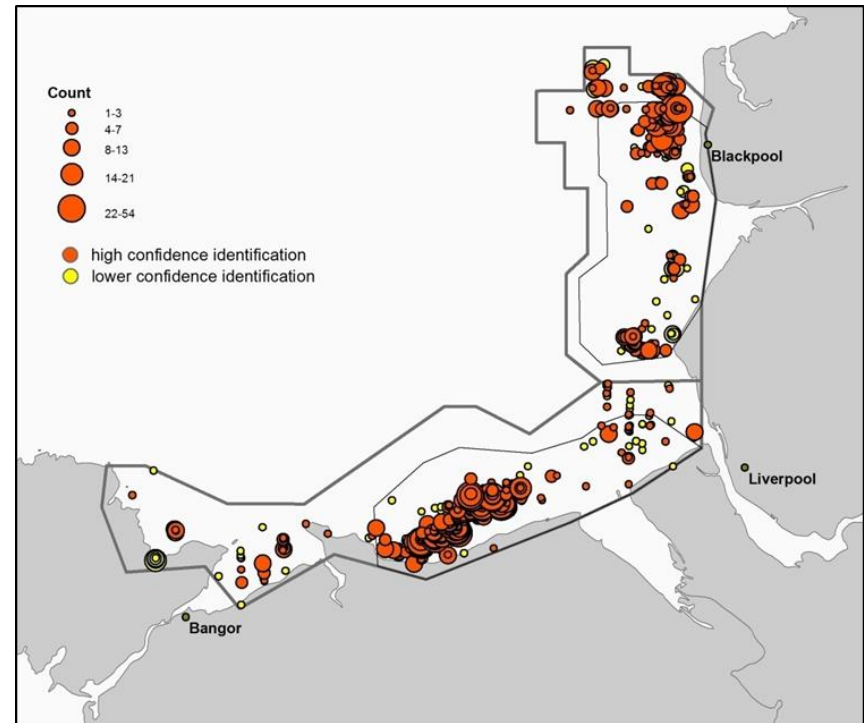 Count
1-3
4-7
8-13
14-21
22-54
high confidence identification
lower confidence identification
Blackpool
Liverpool
Bangor